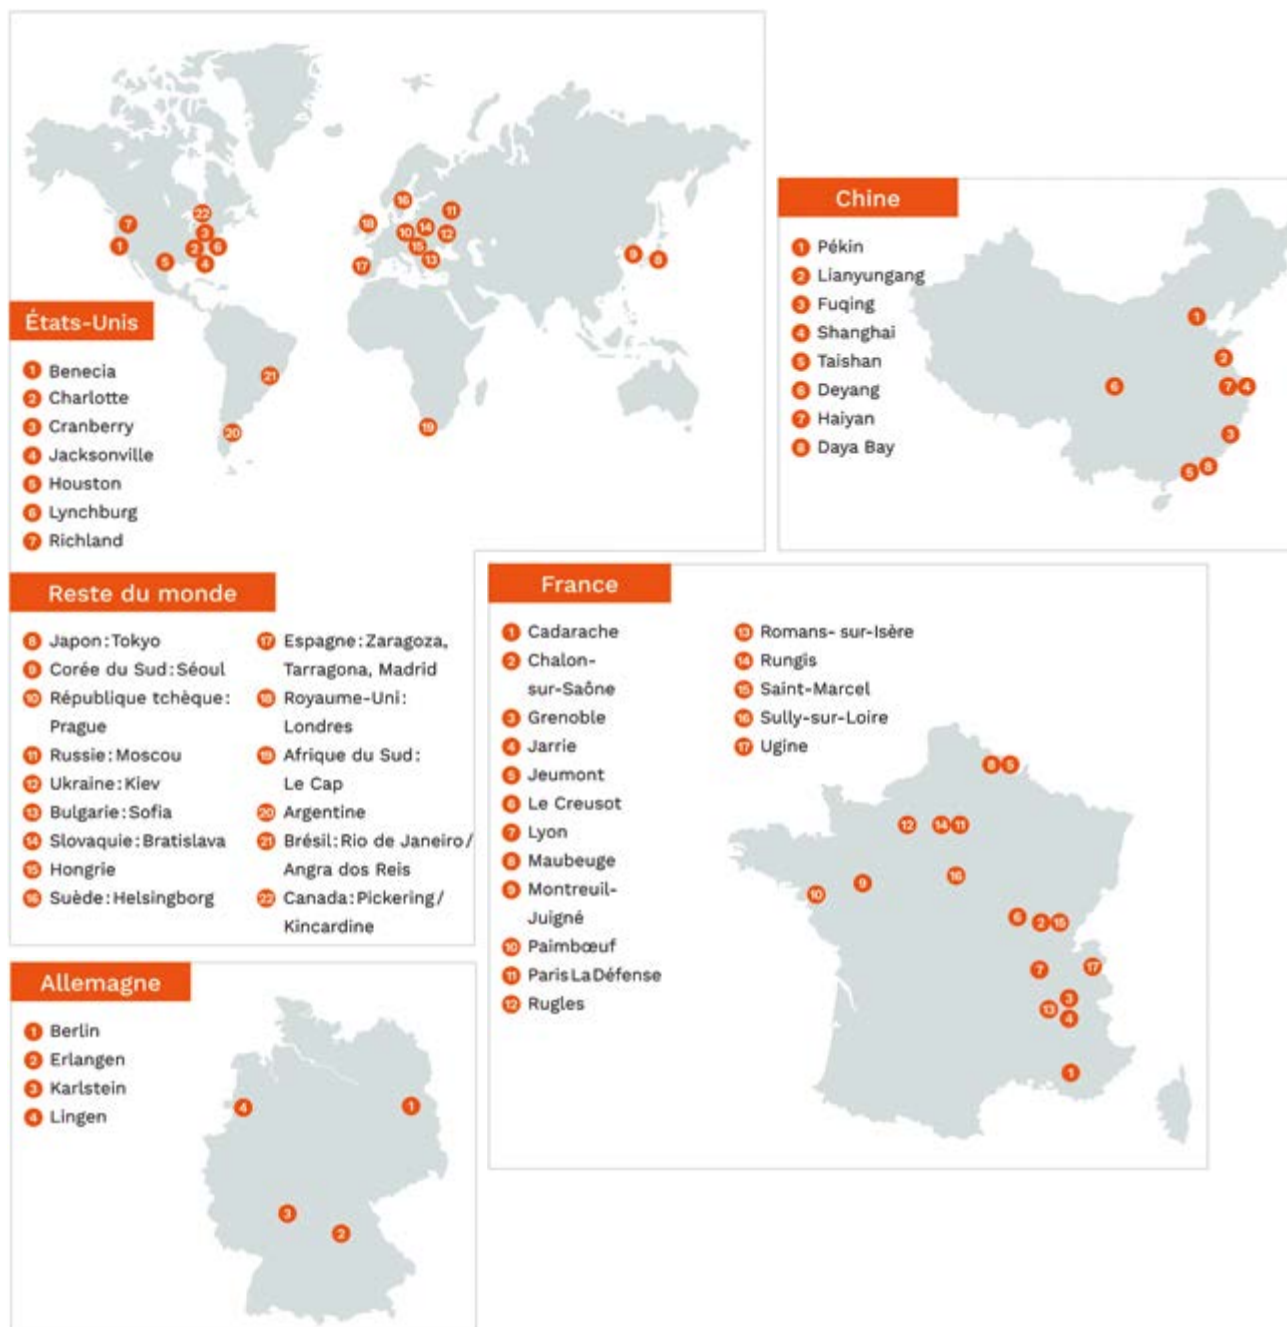 États-Unis
1 Benecia
2 Charlotte
3 Cranberry
4 Jacksonville
5 Houston
6 Lynchburg
7 Richland
Reste du monde
8 Japon : Tokyo
9 Corée du Sud : Séoul
10 République tchèque :
Prague
11 Russie : Moscou
12 Ukraine : Kiev
13 Bulgarie : Sofia
14 Slovaquie : Bratislava
15 Hongrie
16 Suède : Helsingborg
17 Espagne : Zaragoza,
Tarragona, Madrid
18 Royaume-Uni :
Londres
19 Afrique du Sud :
Le Cap
20 Argentine
21 Brésil : Rio de Janeiro /
Angra dos Reis
22 Canada : Pickering /
Kincardine
Chine
1 Pékin
2 Lianyungang
3 Fuqing
4 Shanghai
5 Taishan
6 Deyang
7 Haiyan
8 Daya Bay
France
1 Cadarache
2 Chalon-
sur-Saône
3 Grenoble
4 Jarrie
5 Jeumont
6 Le Creusot
7 Lyon
8 Maubeuge
9 Montreuil-
Juigné
10 Paimbœuf
11 Paris La Défense
12 Rugles
13 Romans- sur-Isère
14 Rungis
15 Saint-Marcel
16 Sully-sur-Loire
17 Ugine
Allemagne
1 Berlin
2 Erlangen
3 Karlstein
4 Lingen